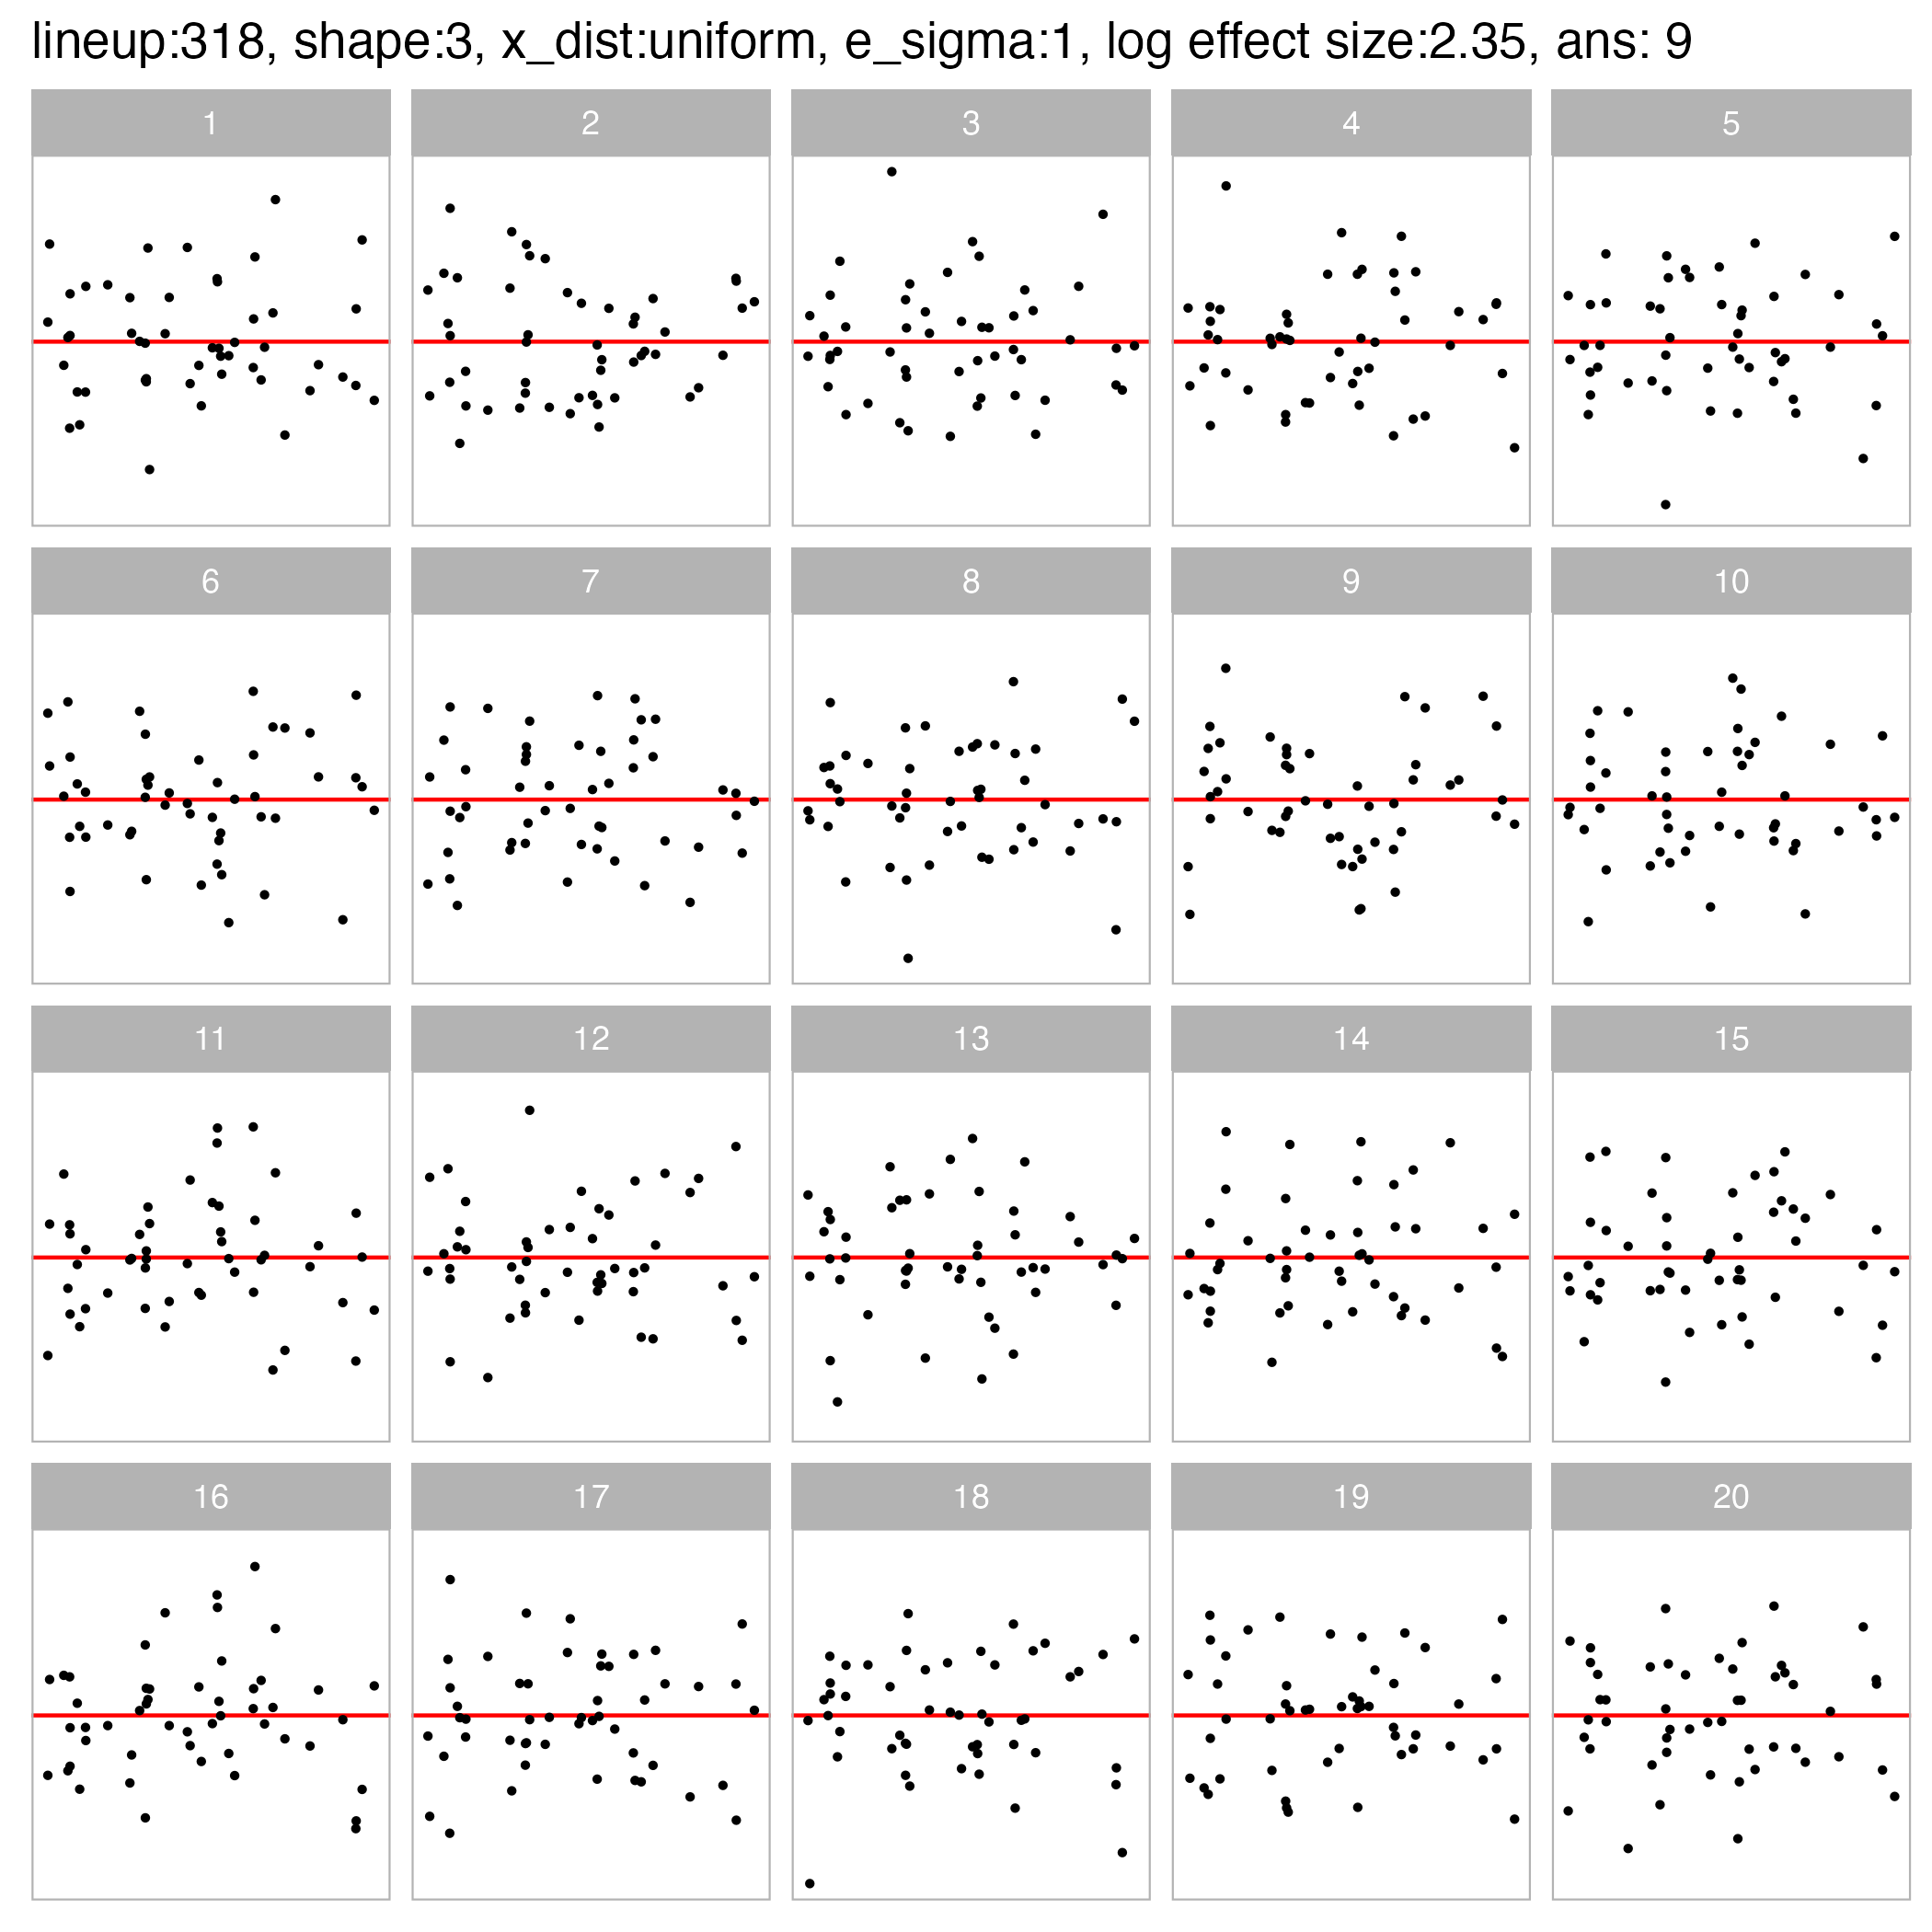 lineup:318, shape:3, x_dist:uniform, e_sigma:1, log effect size:2.35, ans: 9
1 2 3 4 5
6 7 8 9 10
11 12 13 14 15
16 17 18 19 20